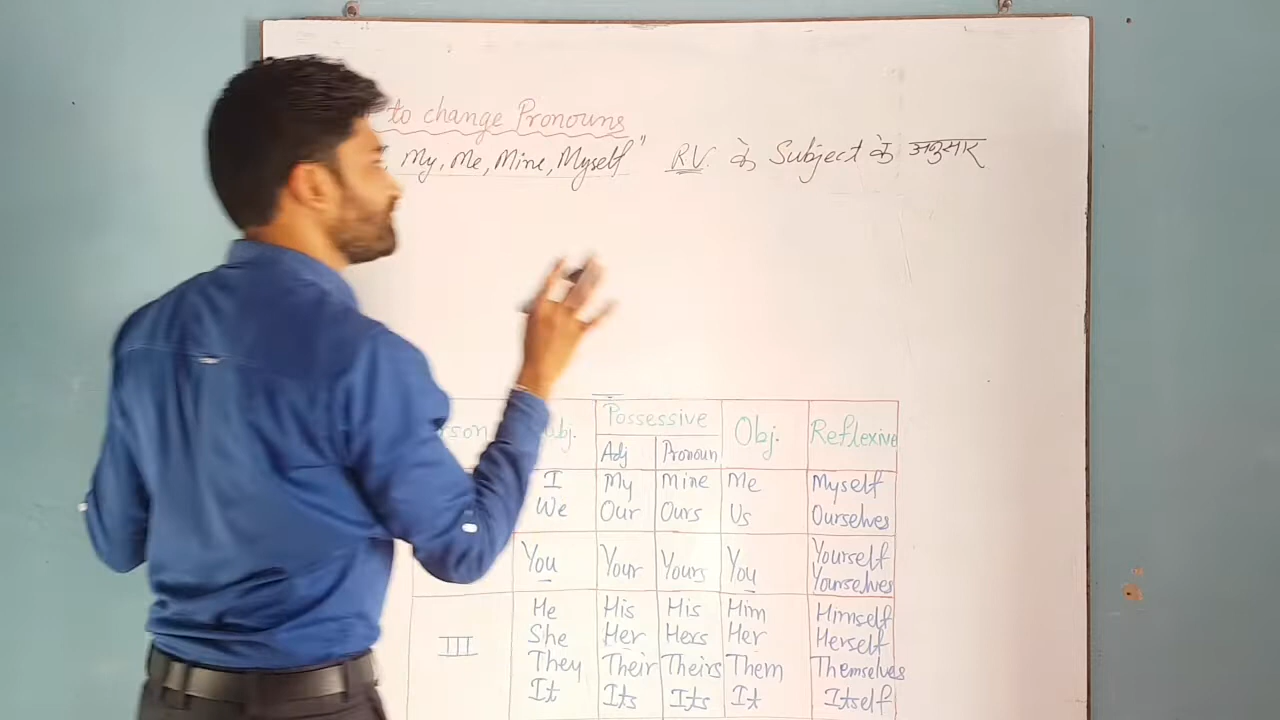 to change Pronouns
My, Me, Mine, Myself" R.V. के Subject के अनुसार
Possessive Obj. Reflexive
Adj Pronoun
I My Mine Me Myself
We Our Ours Us Ourselves
You Your Yours You Yourself
Yourselves
He His His Him Himself
III She Her Hers Her Herself
They Their Theirs Them Themselves
It Its Its It Itself